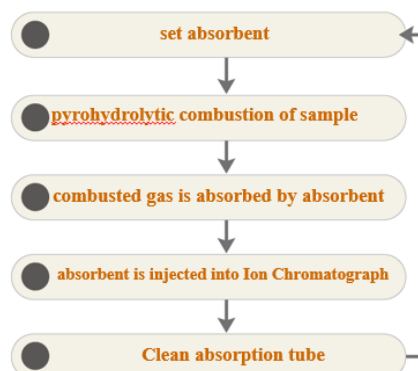 set absorbent
pyrohydrolytic combustion of sample
combusted gas is absorbed by absorbent
absorbent is injected into Ion Chromatograph
Clean absorption tube